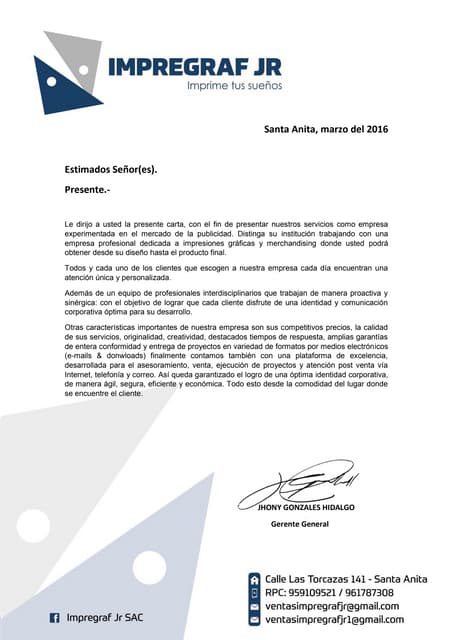 IMPREGRAF JR
Imprime tus sueños
Santa Anita, marzo del 2016
Estimados Señor(es).
Presente.-
Le dirijo a usted la presente carta, con el fin de presentar nuestros servicios como empresa
experimentada en el mercado de la publicidad. Distinga su institución trabajando con una
empresa profesional dedicada a impresiones gráficas y merchandising donde usted podrá
obtener desde su diseño hasta el producto final.
Todos y cada uno de los clientes que escogen a nuestra empresa cada día encuentran una
atención única y personalizada.
Además de un equipo de profesionales interdisciplinarios que trabajan de manera proactiva y
sinérgica: con el objetivo de lograr que cada cliente disfrute de una identidad y comunicación
corporativa óptima para su desarrollo.
Otras características importantes de nuestra empresa son sus competitivos precios, la calidad
de sus servicios, originalidad, creatividad, destacados tiempos de respuesta, amplias garantías
de entera conformidad y entrega de proyectos en variedad de formatos por medios electrónicos
(e-mails & donwloads) finalmente contamos también con una plataforma de excelencia,
desarrollada para el asesoramiento, venta, ejecución de proyectos y atención post venta vía
Internet, telefonía y correo. Así queda garantizado el logro de una óptima identidad corporativa,
de manera ágil, segura, eficiente y económica. Todo esto desde la comodidad del lugar donde
se encuentre el cliente.
JHONY GONZALES HIDALGO
Gerente General
Calle Las Torcazas 141 - Santa Anita
RPC: 959109521 / 961787308
ventasimpregrafjr@gmail.com
ventasimpregrafjr1@gmail.com
Impregraf Jr SAC